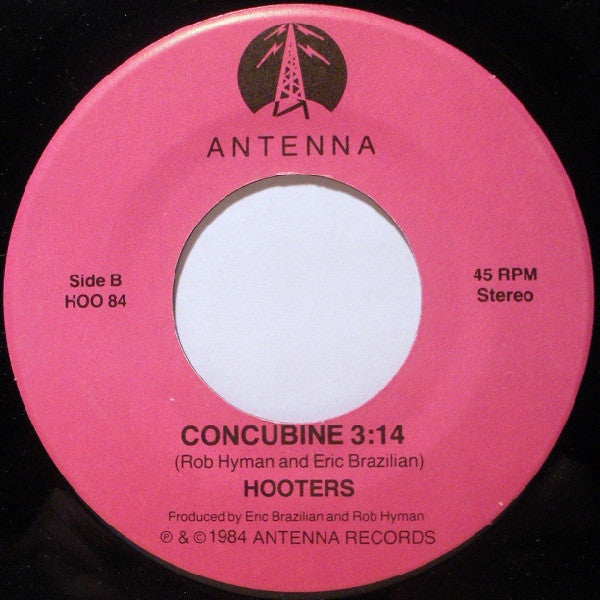 ANTENNA
Side B
HOO 84
45 RPM
Stereo
CONCUBINE 3:14
(Rob Hyman and Eric Brazilian)
HOOTERS
Produced by Eric Brazilian and Rob Hyman
℗ & ©1984 ANTENNA RECORDS